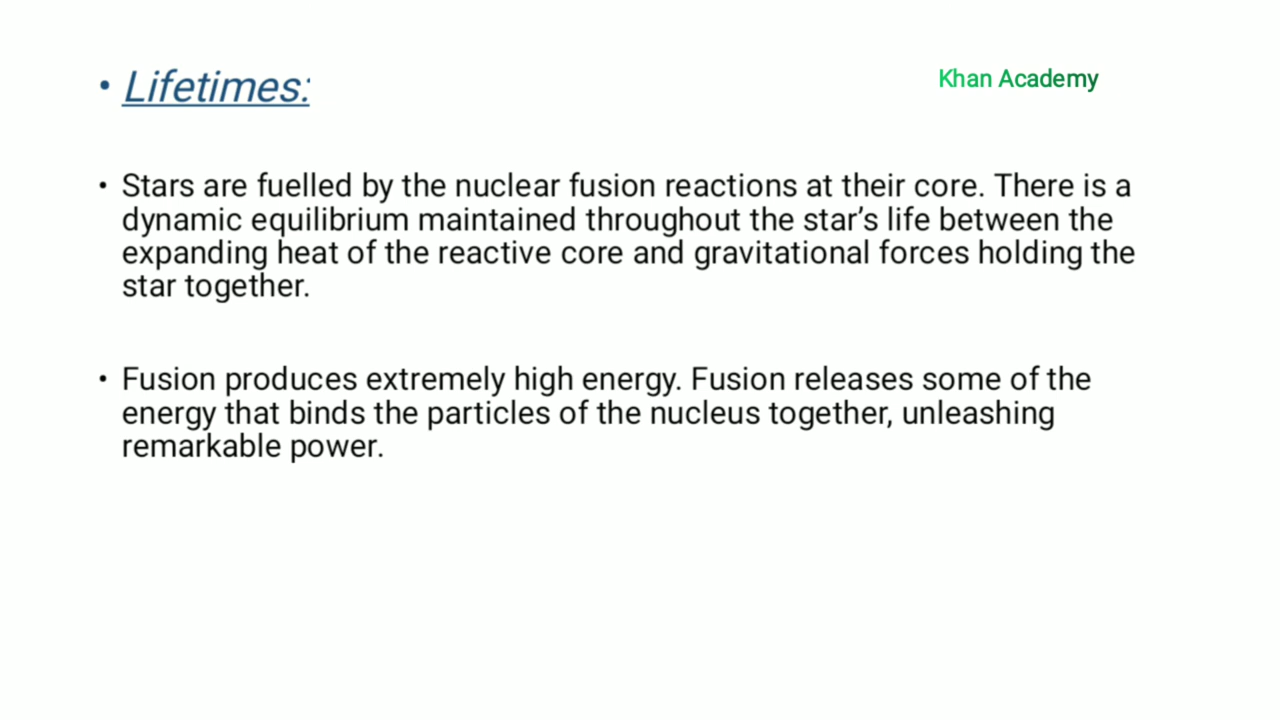 • Lifetimes:
Khan Academy
• Stars are fuelled by the nuclear fusion reactions at their core. There is a
dynamic equilibrium maintained throughout the star’s life between the
expanding heat of the reactive core and gravitational forces holding the
star together.
• Fusion produces extremely high energy. Fusion releases some of the
energy that binds the particles of the nucleus together, unleashing
remarkable power.